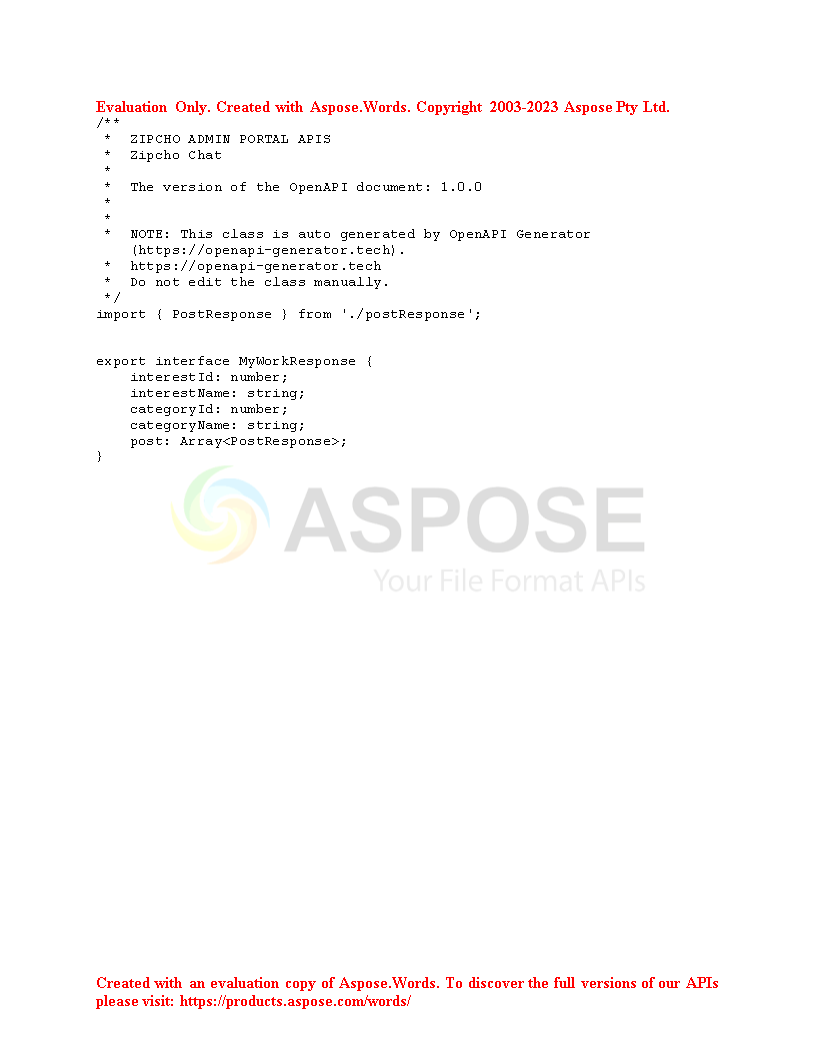 Evaluation Only. Created with Aspose.Words. Copyright 2003-2023 Aspose Pty Ltd.
/**
 * ZIPCHO ADMIN PORTAL APIS
 * Zipcho Chat
 *
 * The version of the OpenAPI document: 1.0.0
 *
 *
 * NOTE: This class is auto generated by OpenAPI Generator
(https://openapi-generator.tech).
 * https://openapi-generator.tech
 * Do not edit the class manually.
 */
import { PostResponse } from './postResponse';
export interface MyWorkResponse {
    interestId: number;
    interestName: string;
    categoryId: number;
    categoryName: string;
    post: Array<PostResponse>;
}
ASPOSE
Your File Format APIs
Created with an evaluation copy of Aspose.Words. To discover the full versions of our APIs
please visit: https://products.aspose.com/words/